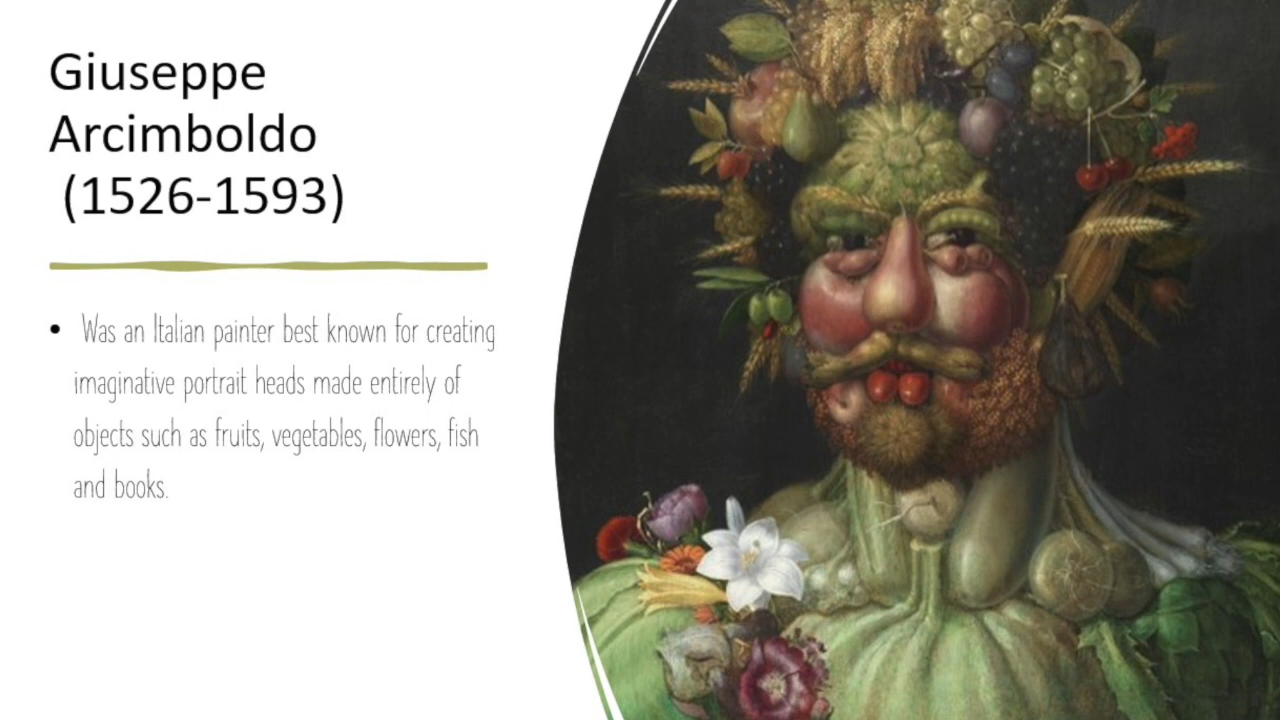 Giuseppe
Arcimboldo
(1526-1593)
• Was an Italian painter best known for creating
imaginative portrait heads made entirely of
objects such as fruits, vegetables, flowers, fish
and books.